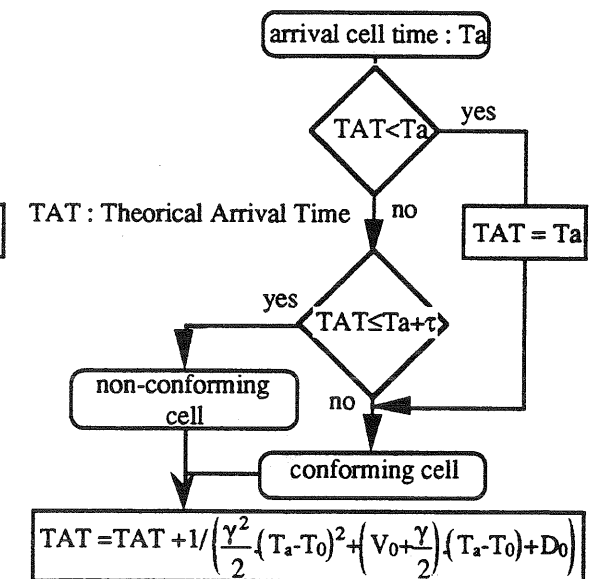 arrival cell time : Ta
TAT<Ta
yes
TAT : Theorical Arrival Time
no
TAT = Ta
yes
TAT≤Ta+τ
non-conforming
cell
no
conforming cell
TAT =TAT +1/(γ²/2.(Ta-T0)²+(V0+γ/2).(Ta-T0)+D0)